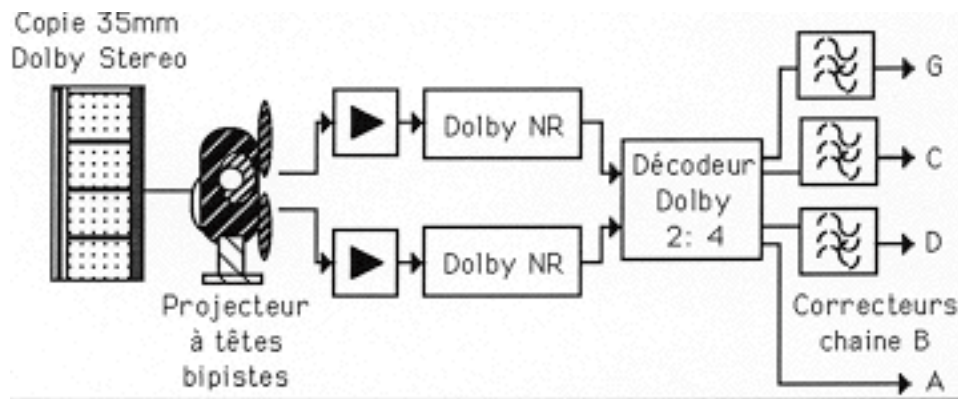 Copie 35mm
Dolby Stereo
Dolby NR
Dolby NR
Projecteur
à têtes
bipistes
Décodeur
Dolby
2: 4
G
C
D
Correcteurs
chaine B
A